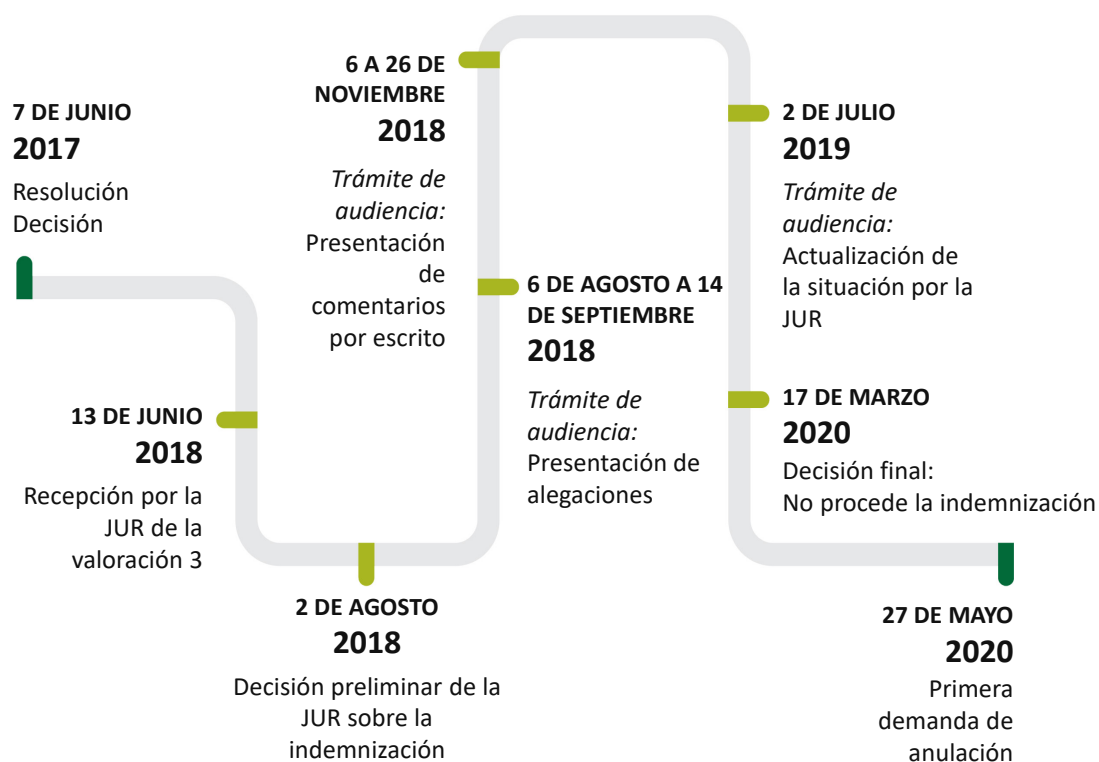 7 DE JUNIO
2017
Resolución
Decisión
13 DE JUNIO
2018
Recepción por la
JUR de la
valoración 3
2 DE AGOSTO
2018
Decisión preliminar de la
JUR sobre la
indemnización
6 DE AGOSTO A 14
DE SEPTIEMBRE
2018
Trámite de
audiencia:
Presentación de
alegaciones
6 A 26 DE
NOVIEMBRE
2018
Trámite de
audiencia:
Presentación
de
comentarios
por escrito
2 DE JULIO
2019
Trámite de
audiencia:
Actualización de
la situación por la
JUR
17 DE MARZO
2020
Decisión final:
No procede la indemnización
27 DE MAYO
2020
Primera
demanda de
anulación